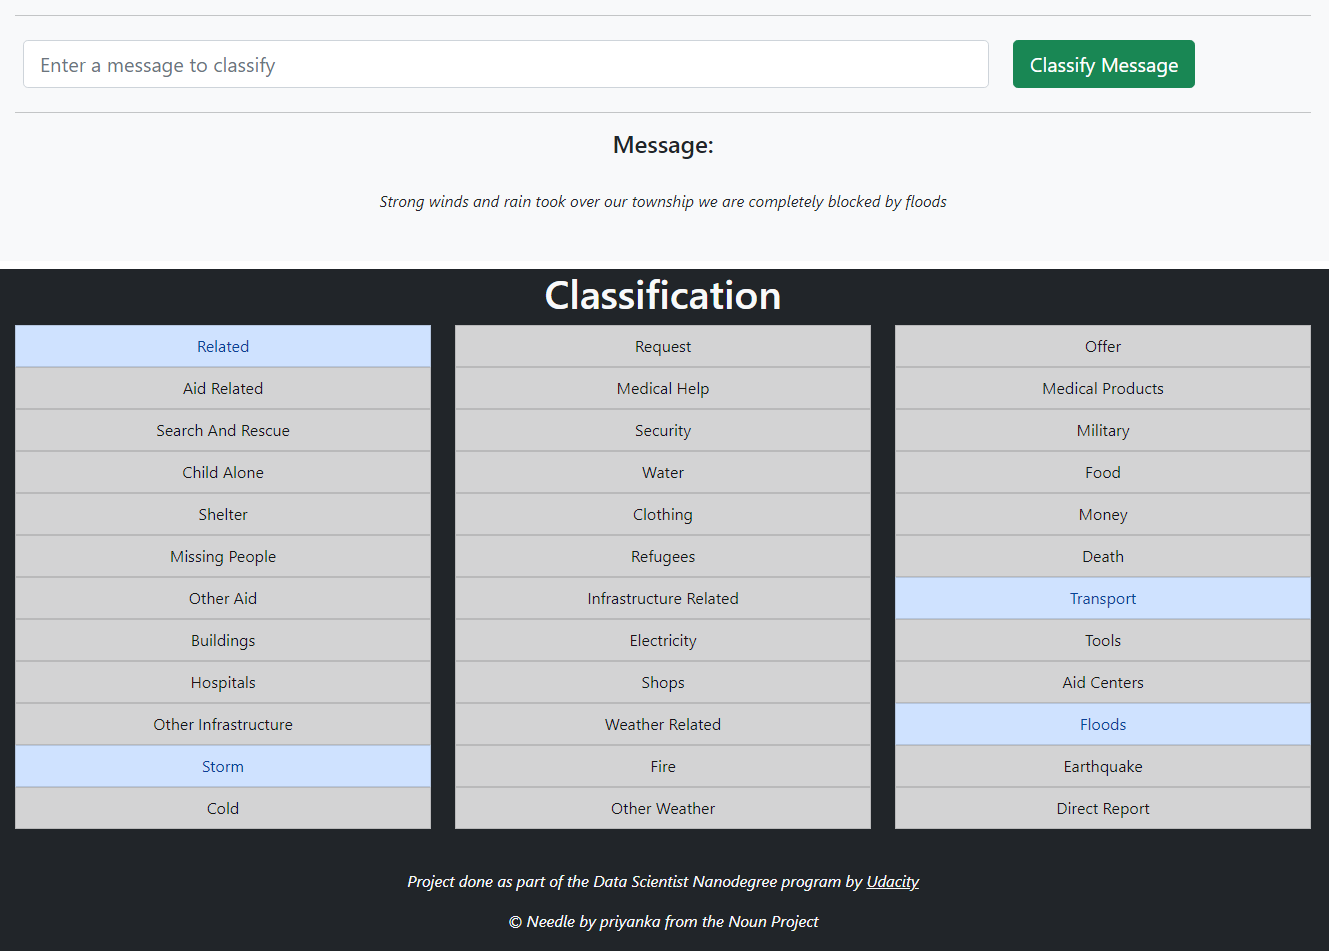 Enter a message to classify
Classify Message
Message:
Strong winds and rain took over our township we are completely blocked by floods
Classification
Related
Request
Offer
Aid Related
Medical Help
Medical Products
Search And Rescue
Security
Military
Child Alone
Water
Food
Shelter
Clothing
Money
Missing People
Refugees
Death
Other Aid
Infrastructure Related
Transport
Buildings
Electricity
Tools
Hospitals
Shops
Aid Centers
Other Infrastructure
Weather Related
Floods
Storm
Fire
Earthquake
Cold
Other Weather
Direct Report
Project done as part of the Data Scientist Nanodegree program by Udacity
© Needle by priyanka from the Noun Project